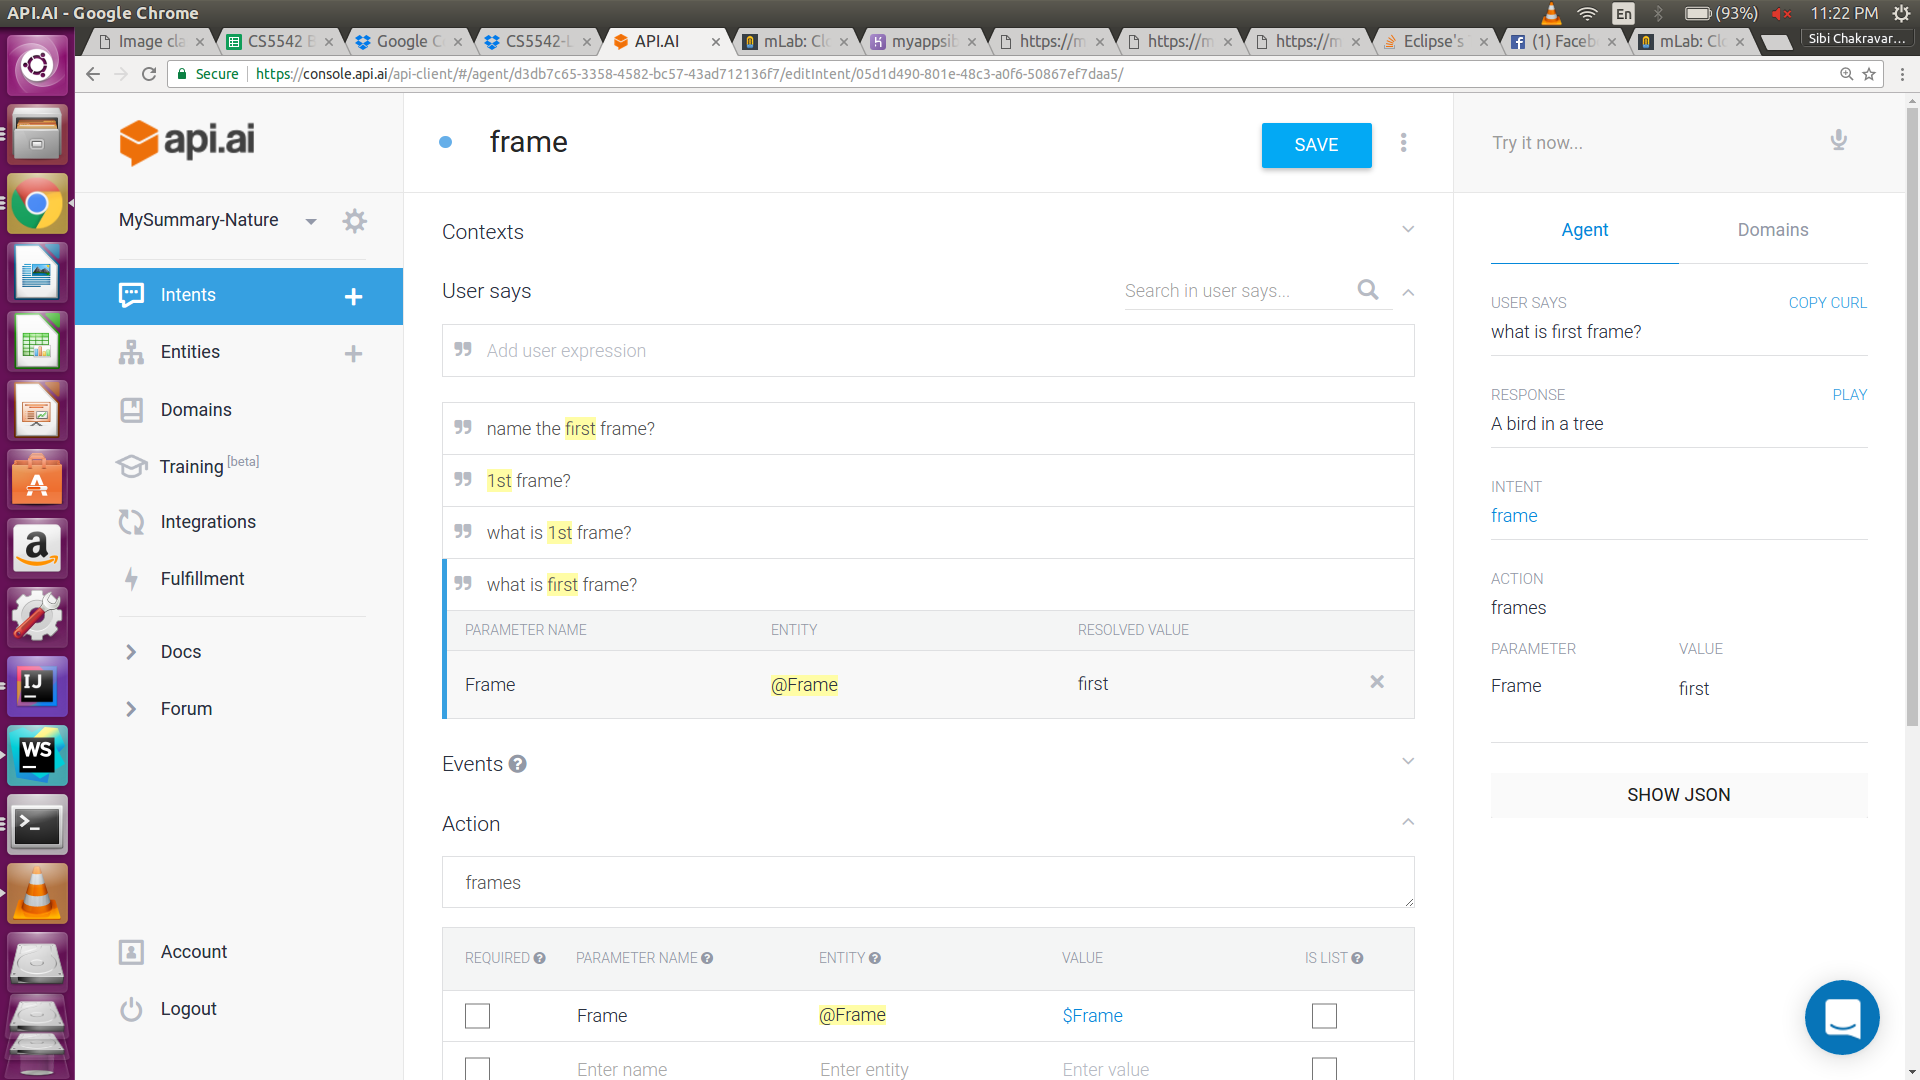 API.AI - Google Chrome
En (93%) 11:22 PM
Image cla CS5542 B Google C CS5542-L API.AI mLab: Clo myappsib https://m https://m https://m Eclipse's (1) Faceb mLab: Clo Sibi Chakravar...
Secure https://console.api.ai/api-client/#/agent/d3db7c65-3358-4582-bc57-43ad712136f7/editIntent/05d1d490-801e-48c3-a0f6-50867ef7daa5/
api.ai
MySummary-Nature
Intents
Entities
Domains
Training [beta]
Integrations
Fulfillment
Docs
Forum
Account
Logout
frame
SAVE
Contexts
User says
Search in user says...
Add user expression
name the first frame?
1st frame?
what is 1st frame?
what is first frame?
PARAMETER NAME ENTITY RESOLVED VALUE
Frame @Frame first
Events
Action
frames
REQUIRED PARAMETER NAME ENTITY VALUE IS LIST
Frame @Frame $Frame
Enter name Enter entity Enter value
Try it now...
Agent Domains
USER SAYS COPY CURL
what is first frame?
RESPONSE PLAY
A bird in a tree
INTENT
frame
ACTION
frames
PARAMETER VALUE
Frame first
SHOW JSON
IJ
WS